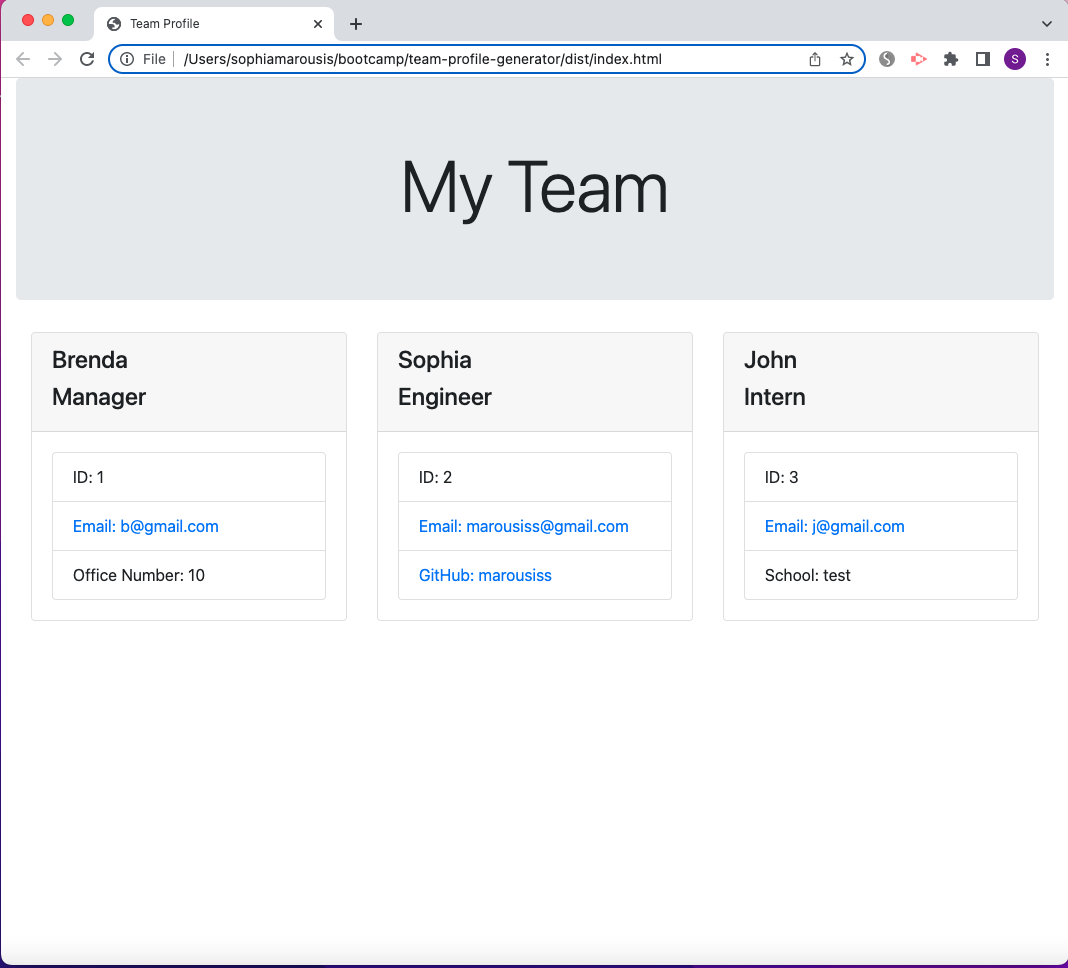 Team Profile
File /Users/sophiamarousis/bootcamp/team-profile-generator/dist/index.html
S
My Team
Brenda
Manager
ID: 1
Email: b@gmail.com
Office Number: 10
Sophia
Engineer
ID: 2
Email: marousiss@gmail.com
GitHub: marousiss
John
Intern
ID: 3
Email: j@gmail.com
School: test